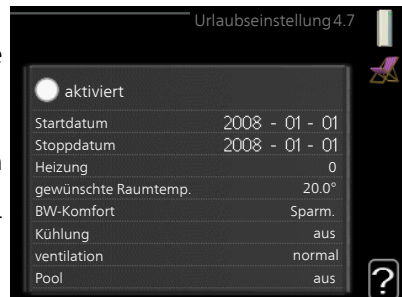 Urlaubseinstellung 4.7
aktiviert
Startdatum 2008 - 01 - 01
Stoppdatum 2008 - 01 - 01
Heizung 0
gewünschte Raumtemp. 20.0°
BW-Komfort Sparm.
Kühlung aus
ventilation normal
Pool aus
?